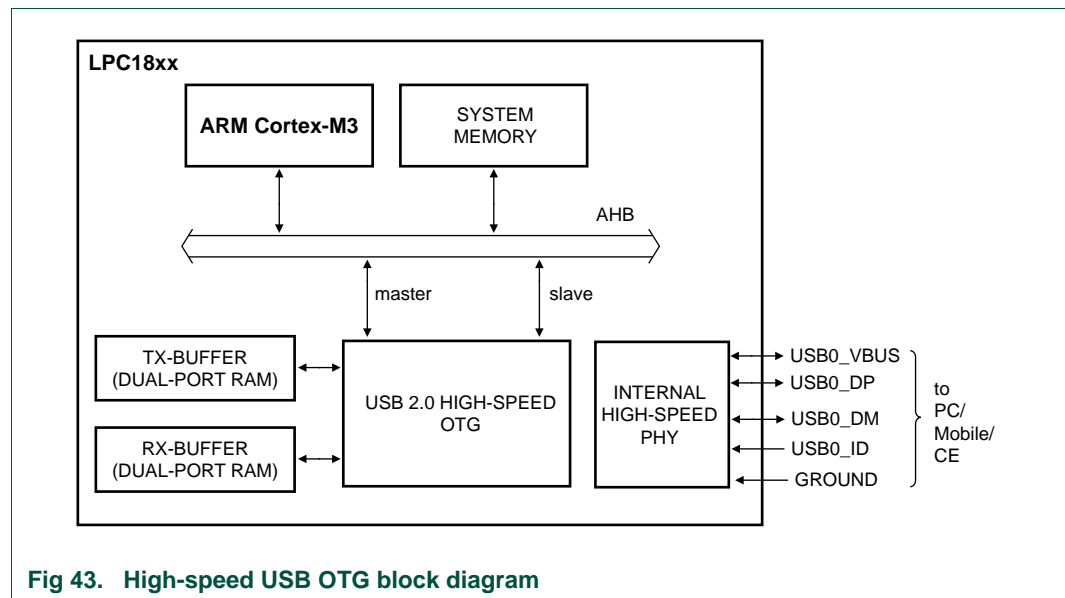 LPC18xx
ARM Cortex-M3
SYSTEM
MEMORY
AHB
master
slave
TX-BUFFER
(DUAL-PORT RAM)
RX-BUFFER
(DUAL-PORT RAM)
USB 2.0 HIGH-SPEED
OTG
INTERNAL
HIGH-SPEED
PHY
USB0_VBUS
USB0_DP
USB0_DM
USB0_ID
GROUND
to
PC/
Mobile/
CE
Fig 43. High-speed USB OTG block diagram